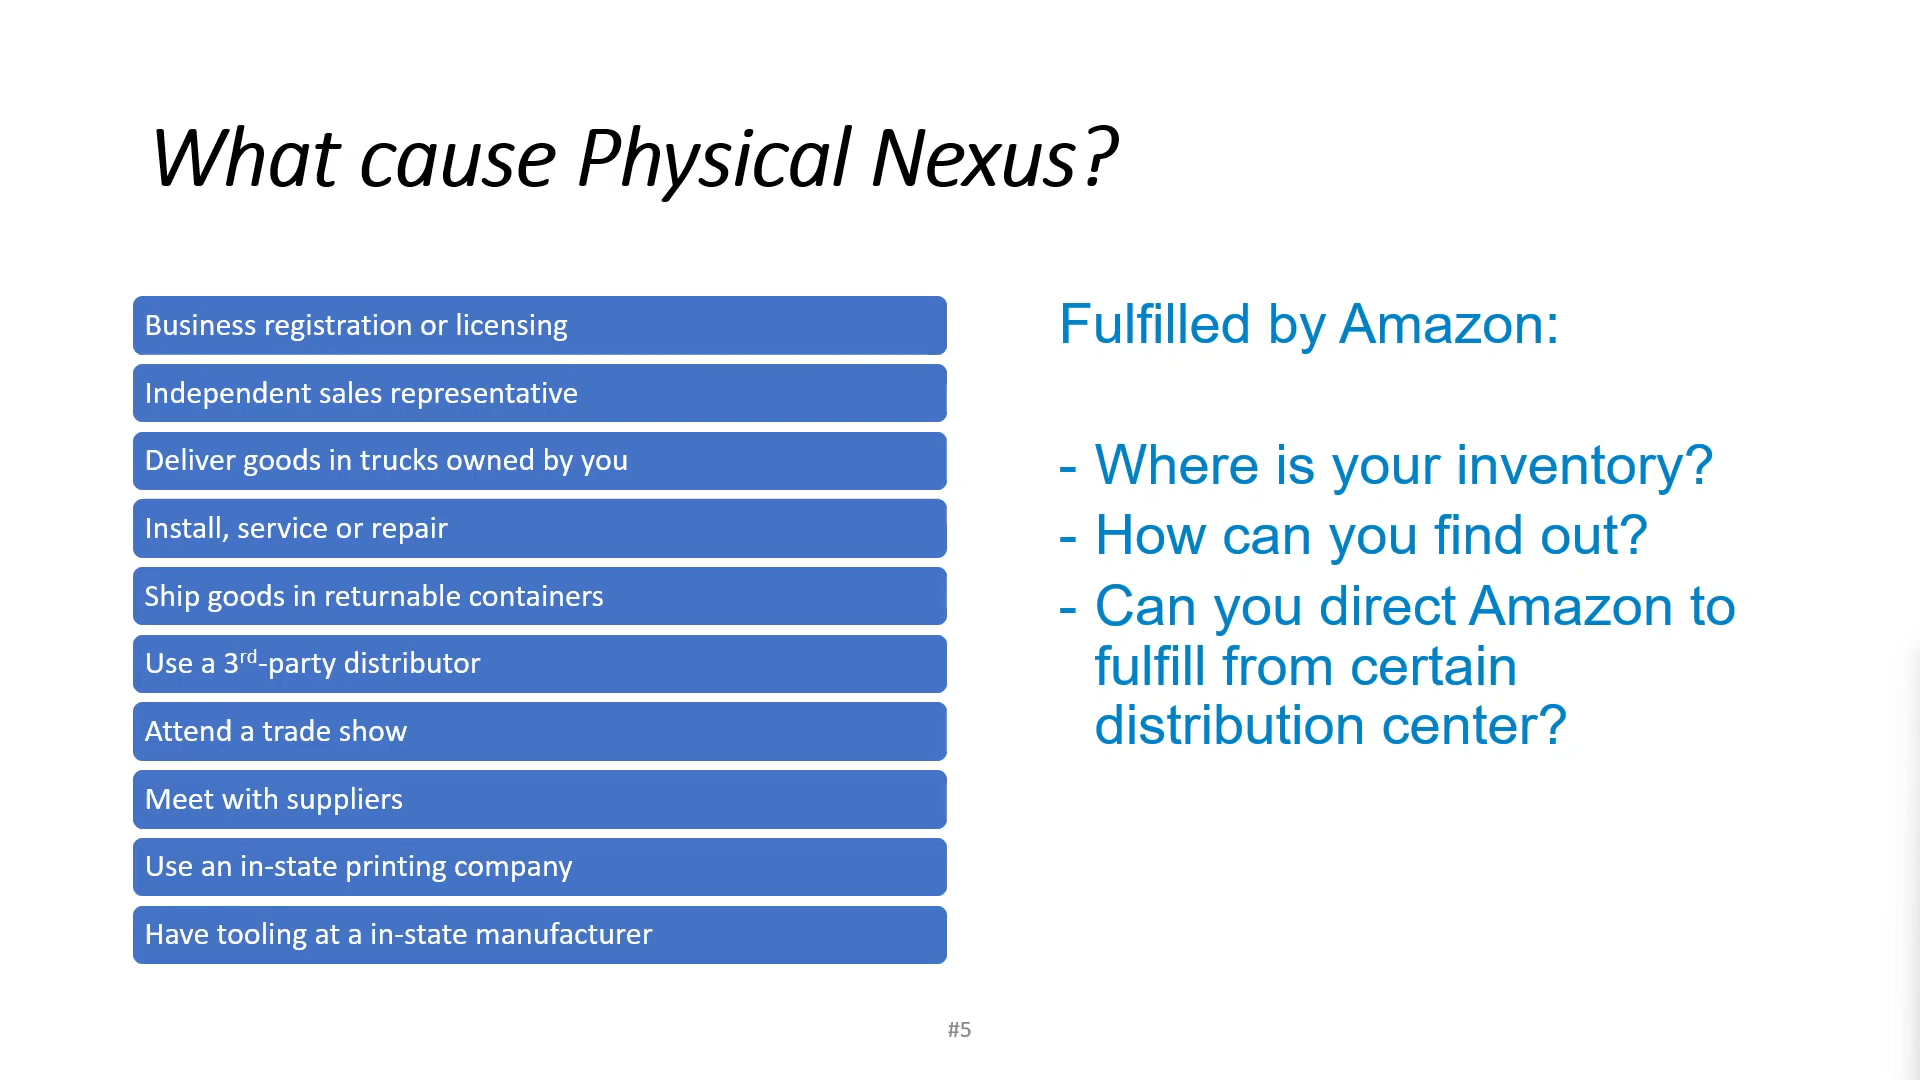 What cause Physical Nexus?
Business registration or licensing
Independent sales representative
Deliver goods in trucks owned by you
Install, service or repair
Ship goods in returnable containers
Use a 3rd-party distributor
Attend a trade show
Meet with suppliers
Use an in-state printing company
Have tooling at a in-state manufacturer
Fulfilled by Amazon:
- Where is your inventory?
- How can you find out?
- Can you direct Amazon to
fulfill from certain
distribution center?
#5